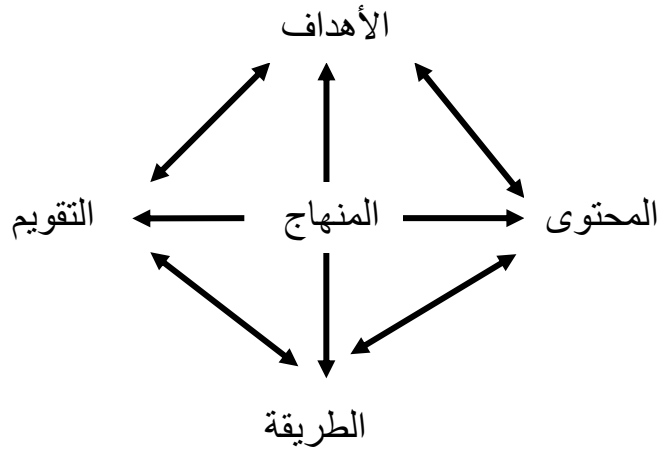 الأهداف
المحتوى
المنهاج
التقويم
الطريقة